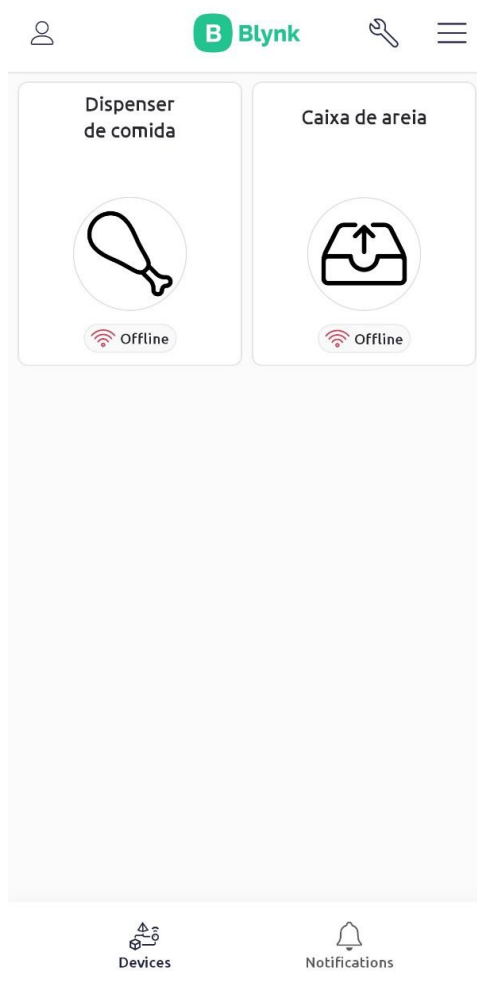 B Blynk
Dispenser
de comida
Caixa de areia
Offline
Offline
Devices
Notifications